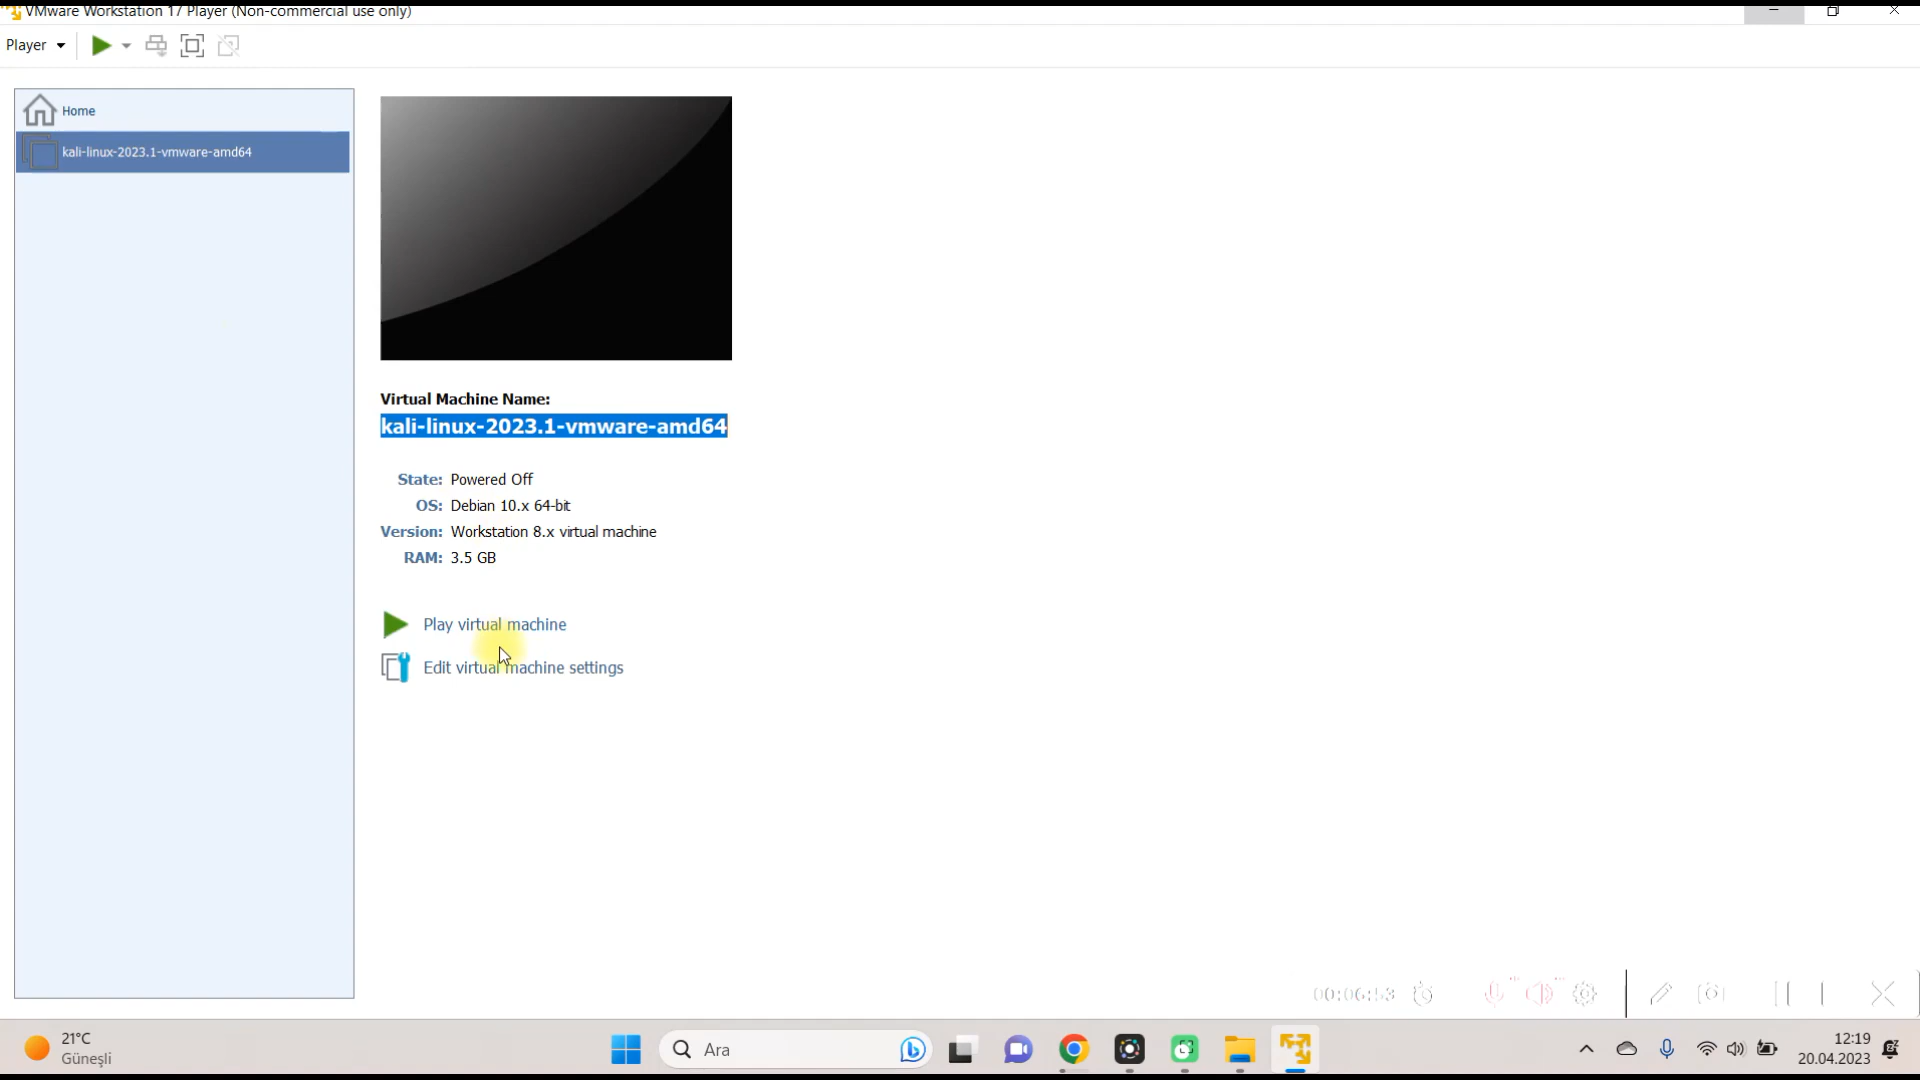 VMware Workstation 17 Player (Non-commercial use only)
Player
Home
kali-linux-2023.1-vmware-amd64
Virtual Machine Name:
kali-linux-2023.1-vmware-amd64
State: Powered Off
OS: Debian 10.x 64-bit
Version: Workstation 8.x virtual machine
RAM: 3.5 GB
Play virtual machine
Edit virtual machine settings
00:06:53
21°C
Güneşli
Ara
12:19
20.04.2023